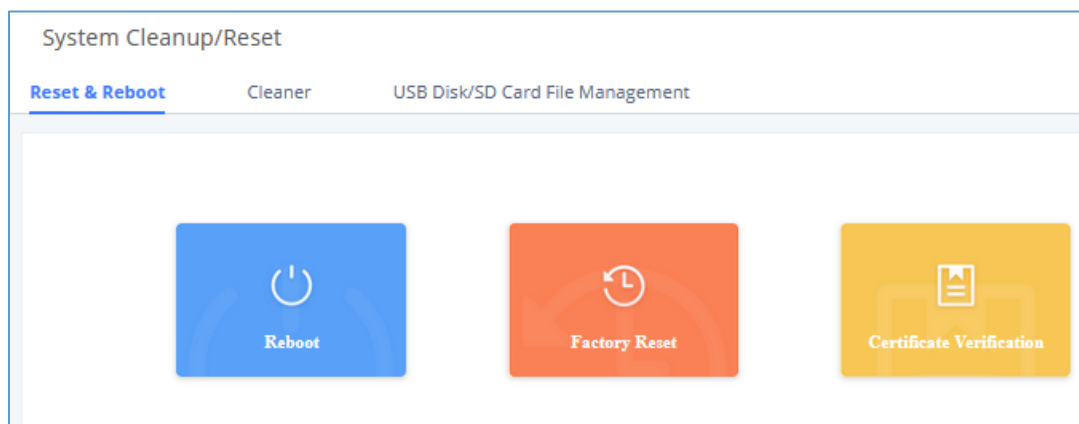 System Cleanup/Reset
Reset & Reboot Cleaner USB Disk/SD Card File Management
Reboot Factory Reset Certificate Verification